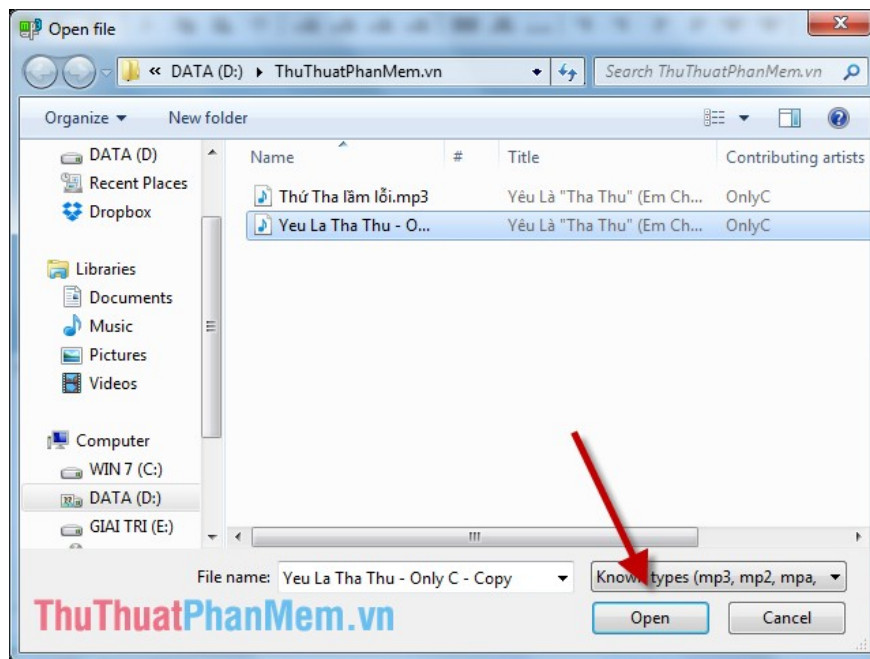 Open file
« DATA (D:) ▸ ThuThuatPhanMem.vn
Search ThuThuatPhanMem.vn
Organize ▾ New folder
DATA (D)
Recent Places
Dropbox
Libraries
Documents
Music
Pictures
Videos
Computer
WIN 7 (C:)
DATA (D:)
GIAI TRI (E:)
Name # Title Contributing artists
Thứ Tha lầm lỗi.mp3 Yêu Là "Tha Thu" (Em Ch... OnlyC
Yeu La Tha Thu - O... Yêu Là "Tha Thu" (Em Ch... OnlyC
File name: Yeu La Tha Thu - Only C - Copy
Known types (mp3, mp2, mpa,
Open Cancel
ThuThuatPhanMem.vn